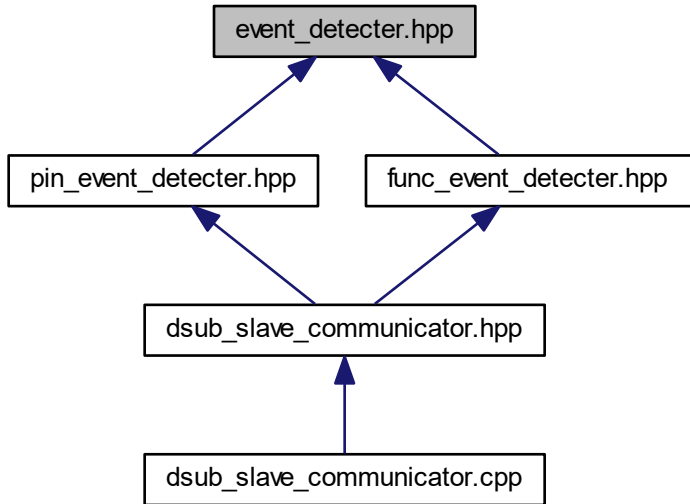 event_detecter.hpp
pin_event_detecter.hpp
func_event_detecter.hpp
dsub_slave_communicator.hpp
dsub_slave_communicator.cpp